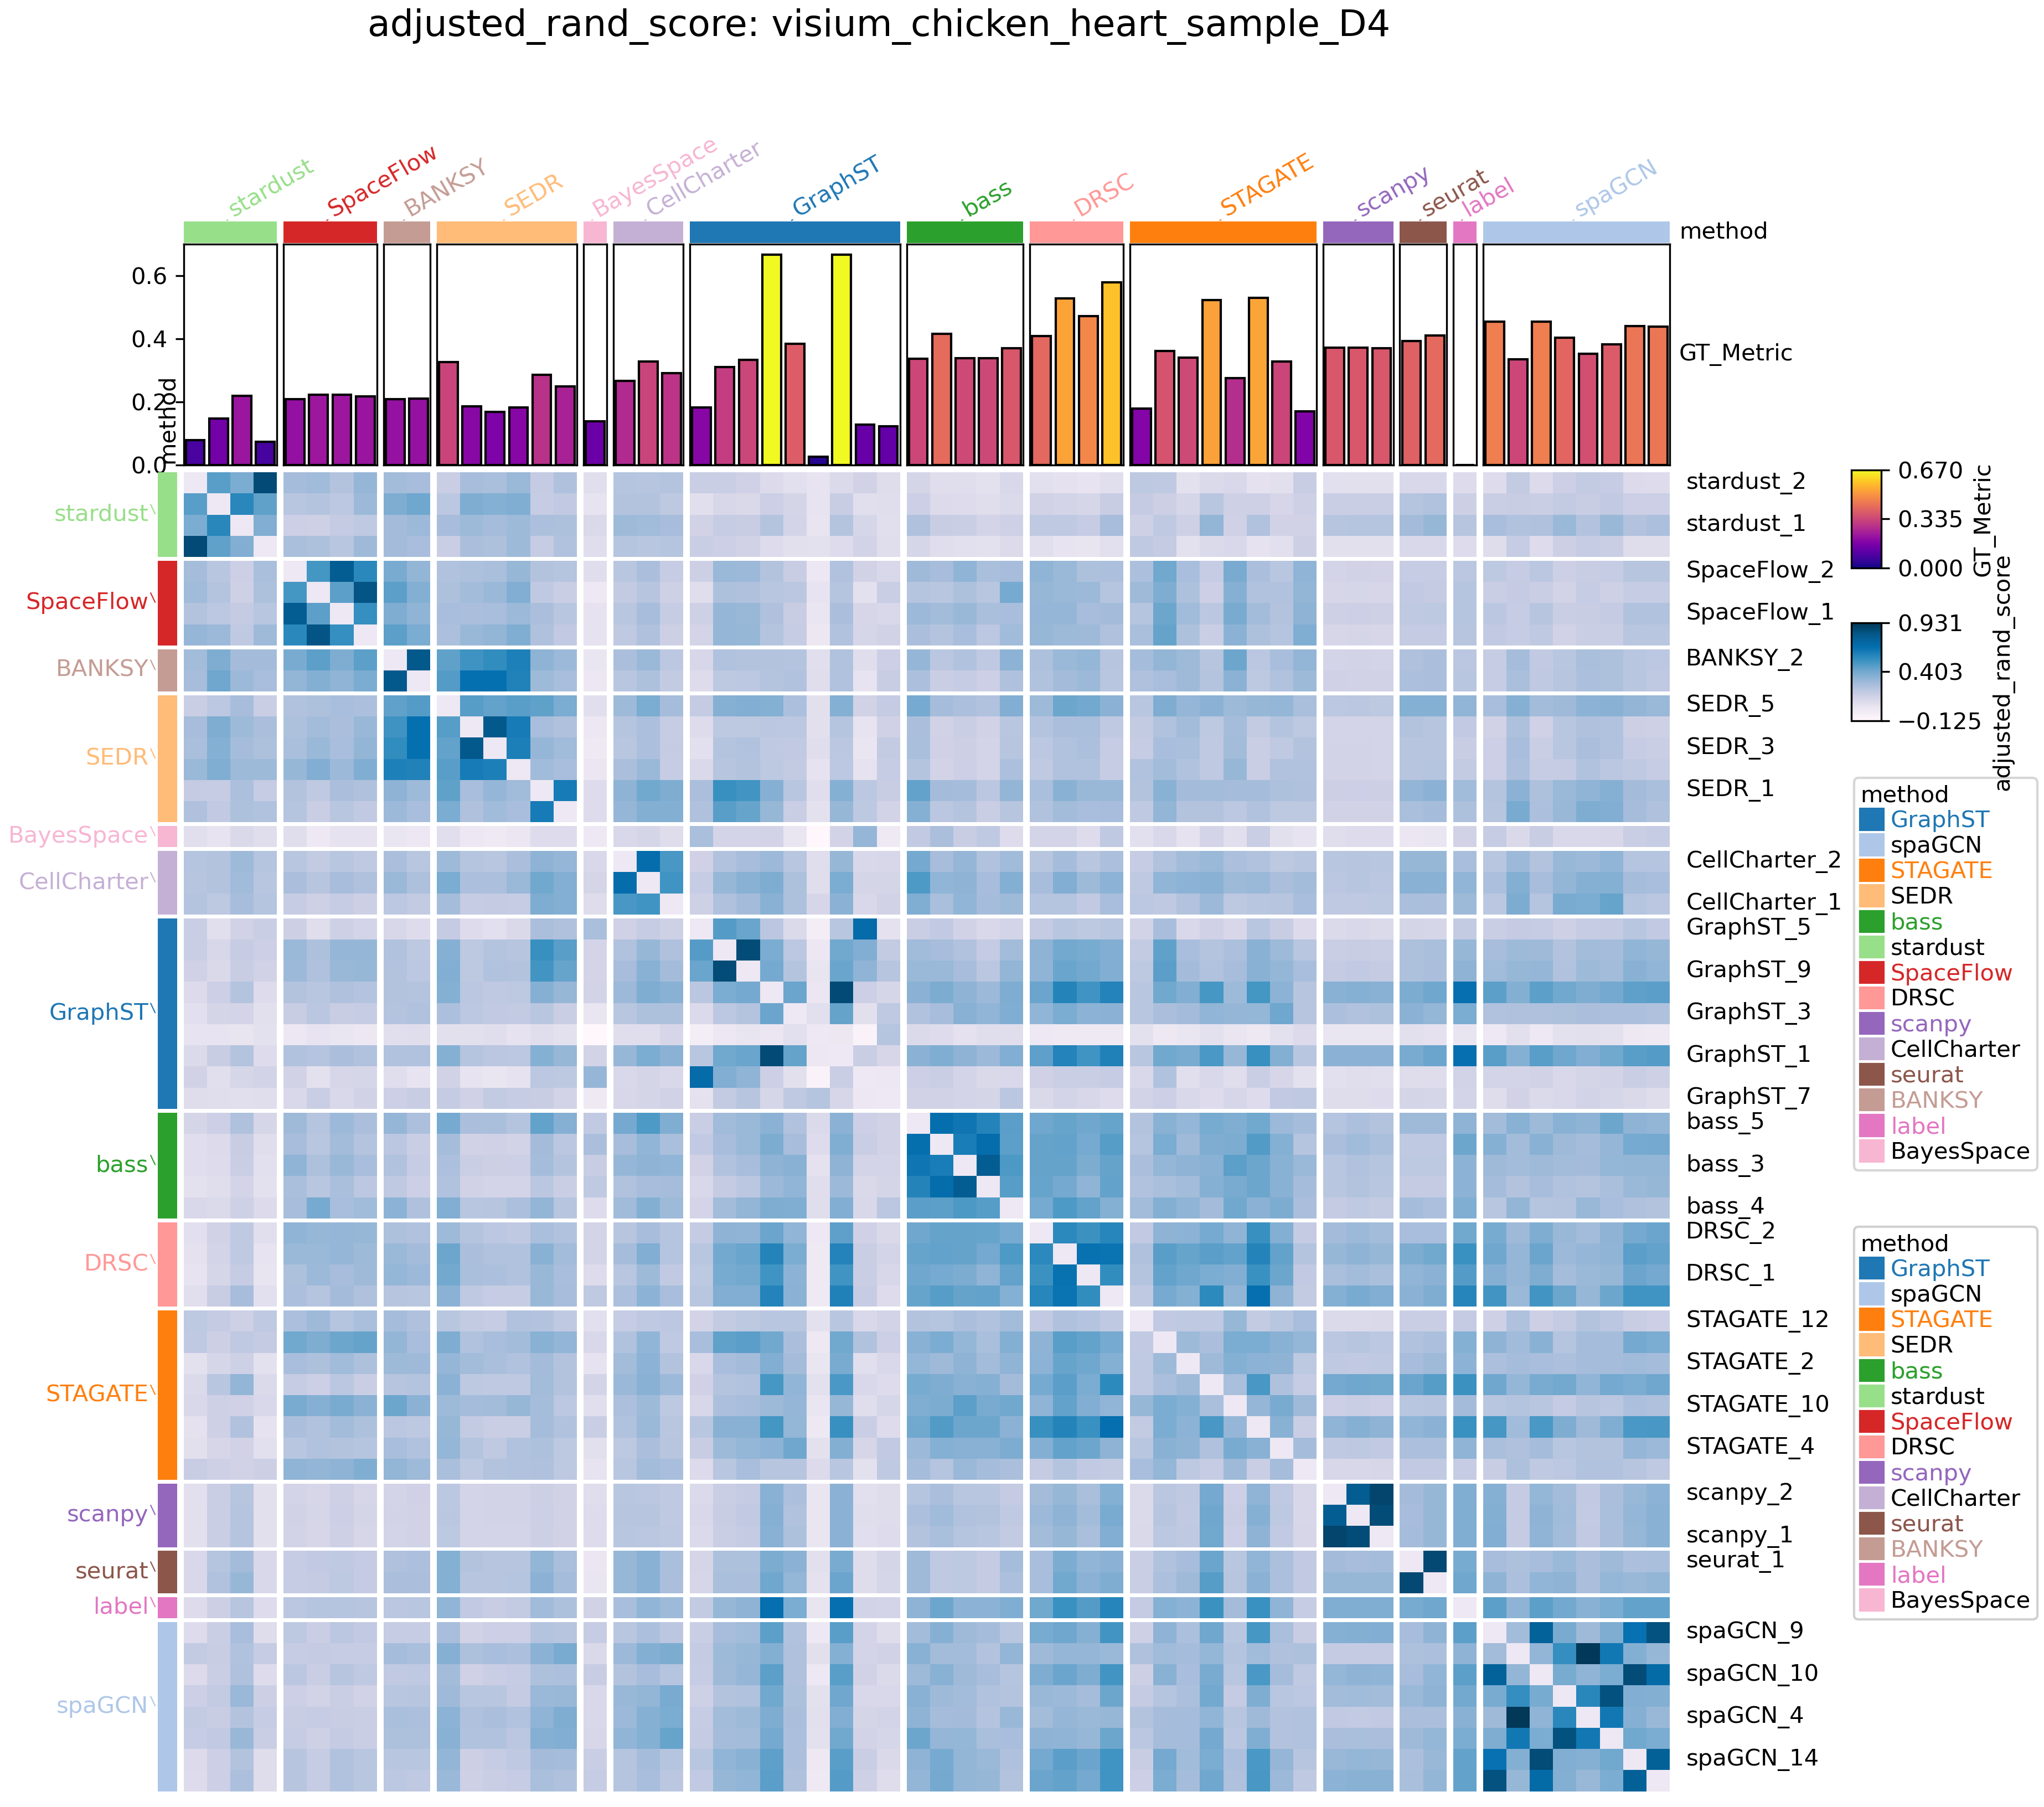 adjusted_rand_score: visium_chicken_heart_sample_D4
stardust
SpaceFlow
BANKSY
SEDR
BayesSpace
CellCharter
GraphST
bass
DRSC
STAGATE
scanpy
seurat
label
spaGCN
method
0.6
0.4
0.2
0.0
method
GT_Metric
stardust
SpaceFlow
BANKSY
SEDR
BayesSpace
CellCharter
GraphST
bass
DRSC
STAGATE
scanpy
seurat
label
spaGCN
stardust_2
stardust_1
SpaceFlow_2
SpaceFlow_1
BANKSY_2
SEDR_5
SEDR_3
SEDR_1
CellCharter_2
CellCharter_1
GraphST_5
GraphST_9
GraphST_3
GraphST_1
GraphST_7
bass_5
bass_3
bass_4
DRSC_2
DRSC_1
STAGATE_12
STAGATE_2
STAGATE_10
STAGATE_4
scanpy_2
scanpy_1
seurat_1
spaGCN_9
spaGCN_10
spaGCN_4
spaGCN_14
0.670
0.335
0.000
GT_Metric
0.931
0.403
−0.125
adjusted_rand_score
method
GraphST
spaGCN
STAGATE
SEDR
bass
stardust
SpaceFlow
DRSC
scanpy
CellCharter
seurat
BANKSY
label
BayesSpace
method
GraphST
spaGCN
STAGATE
SEDR
bass
stardust
SpaceFlow
DRSC
scanpy
CellCharter
seurat
BANKSY
label
BayesSpace